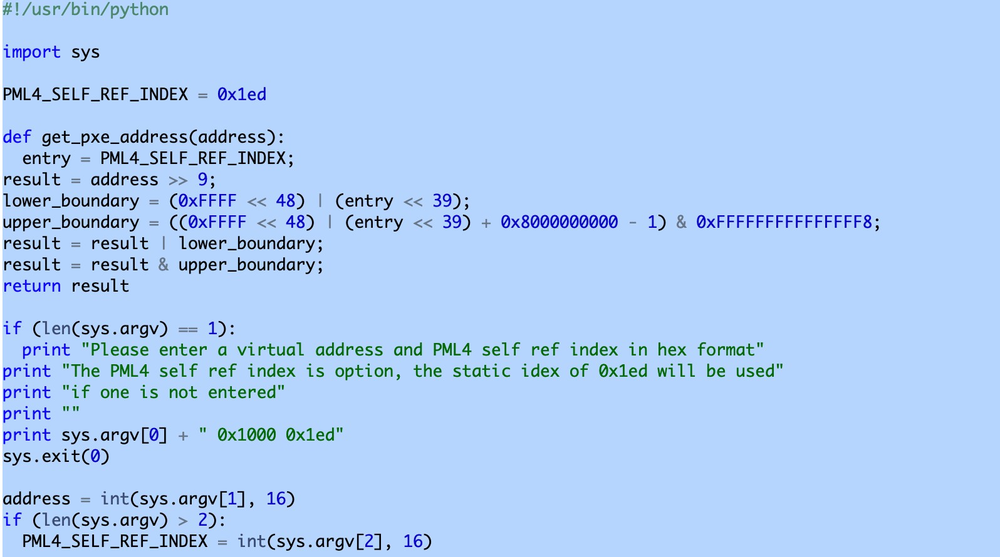 #!/usr/bin/python
import sys
PML4_SELF_REF_INDEX = 0x1ed
def get_pxe_address(address):
  entry = PML4_SELF_REF_INDEX;
result = address >> 9;
lower_boundary = (0xFFFF << 48) | (entry << 39);
upper_boundary = ((0xFFFF << 48) | (entry << 39) + 0x8000000000 - 1) & 0xFFFFFFFFFFFFFFF8;
result = result | lower_boundary;
result = result & upper_boundary;
return result
if (len(sys.argv) == 1):
  print "Please enter a virtual address and PML4 self ref index in hex format"
print "The PML4 self ref index is option, the static idex of 0x1ed will be used"
print "if one is not entered"
print ""
print sys.argv[0] + " 0x1000 0x1ed"
sys.exit(0)
address = int(sys.argv[1], 16)
if (len(sys.argv) > 2):
  PML4_SELF_REF_INDEX = int(sys.argv[2], 16)